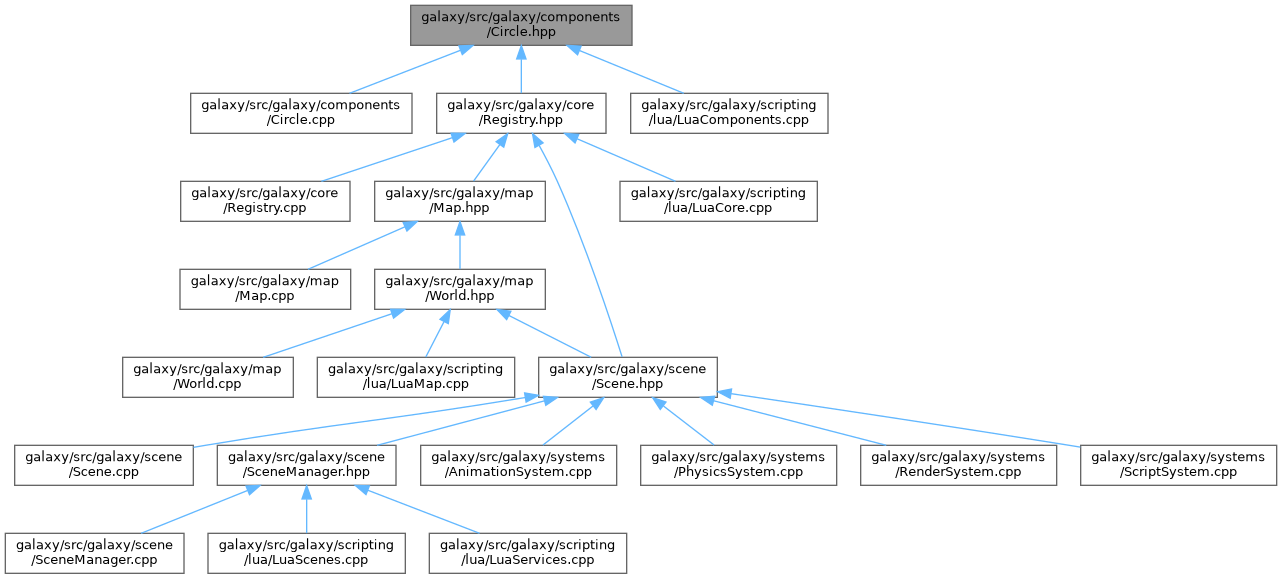 galaxy/src/galaxy/components
/Circle.hpp
galaxy/src/galaxy/components
/Circle.cpp
galaxy/src/galaxy/core
/Registry.hpp
galaxy/src/galaxy/scripting
/lua/LuaComponents.cpp
galaxy/src/galaxy/core
/Registry.cpp
galaxy/src/galaxy/map
/Map.hpp
galaxy/src/galaxy/scripting
/lua/LuaCore.cpp
galaxy/src/galaxy/map
/Map.cpp
galaxy/src/galaxy/map
/World.hpp
galaxy/src/galaxy/map
/World.cpp
galaxy/src/galaxy/scripting
/lua/LuaMap.cpp
galaxy/src/galaxy/scene
/Scene.hpp
galaxy/src/galaxy/scene
/Scene.cpp
galaxy/src/galaxy/scene
/SceneManager.hpp
galaxy/src/galaxy/systems
/AnimationSystem.cpp
galaxy/src/galaxy/systems
/PhysicsSystem.cpp
galaxy/src/galaxy/systems
/RenderSystem.cpp
galaxy/src/galaxy/systems
/ScriptSystem.cpp
galaxy/src/galaxy/scene
/SceneManager.cpp
galaxy/src/galaxy/scripting
/lua/LuaScenes.cpp
galaxy/src/galaxy/scripting
/lua/LuaServices.cpp